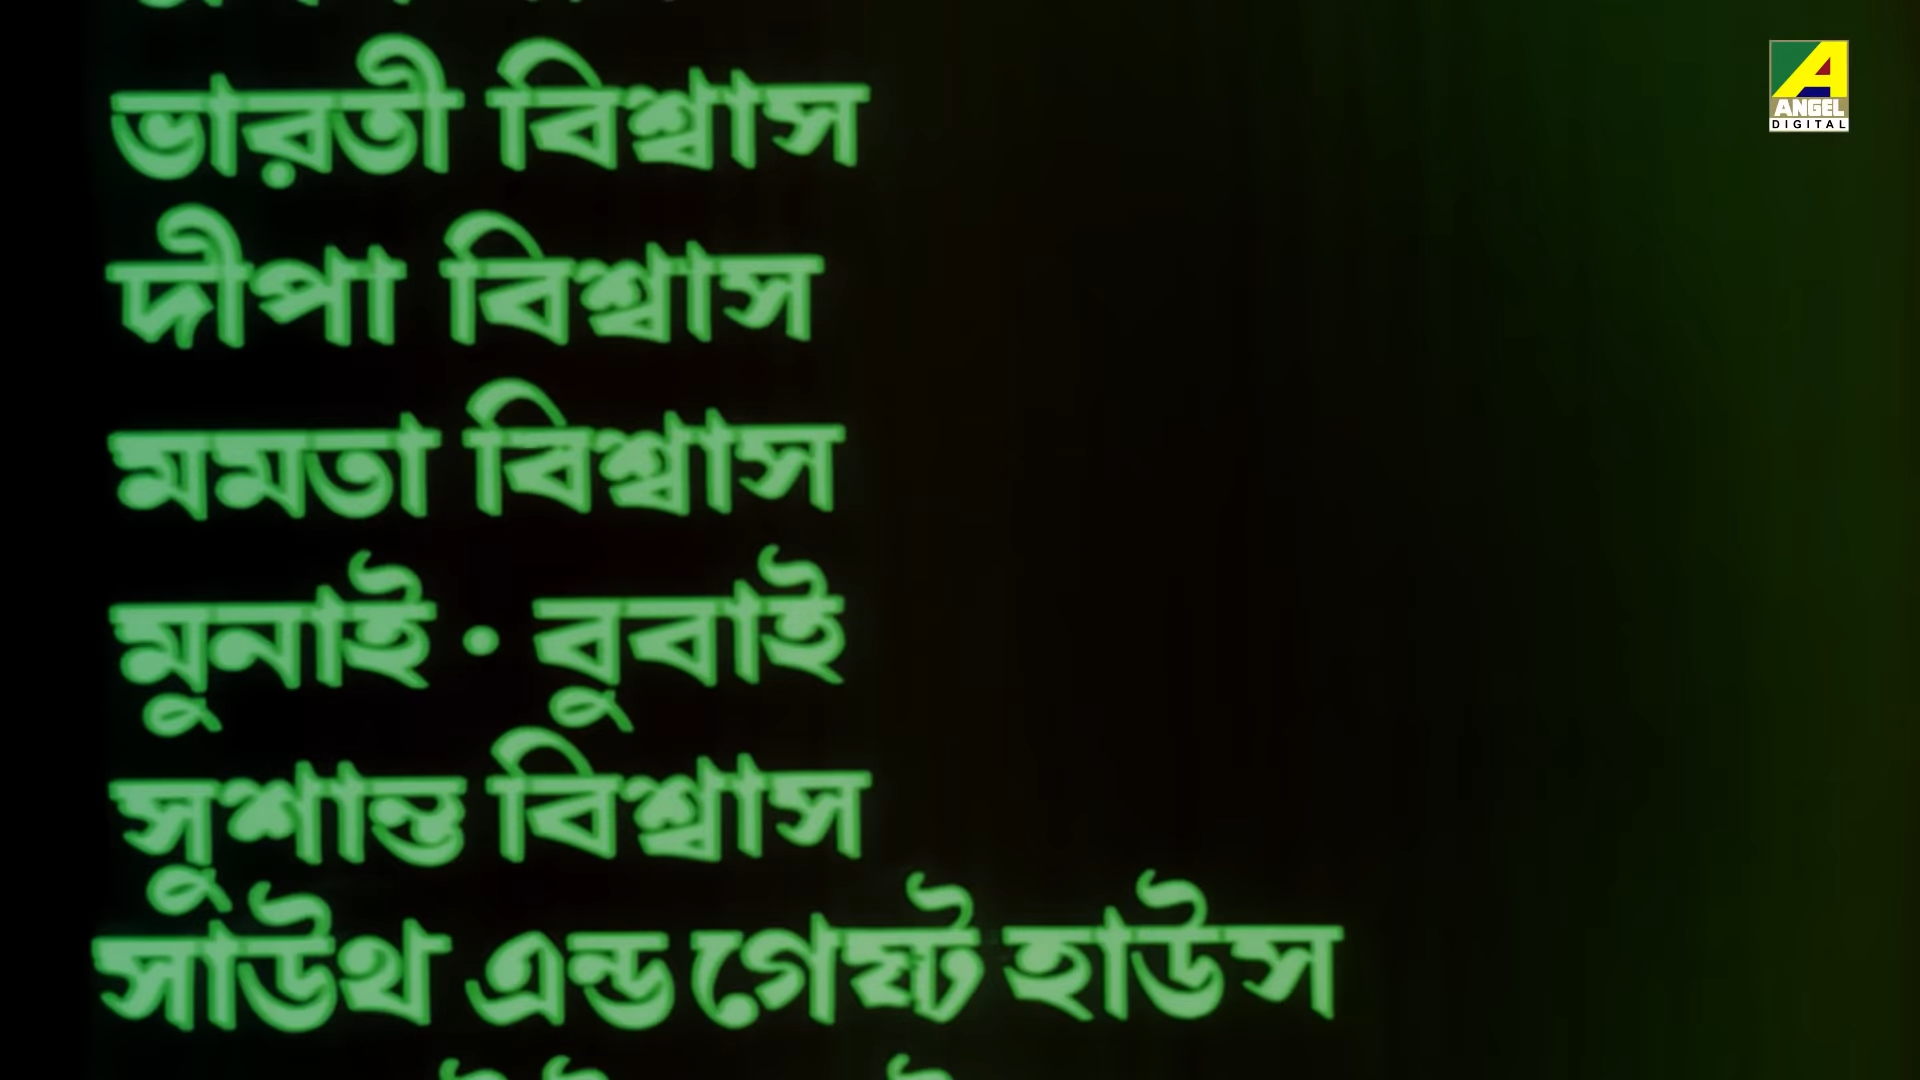 ভারতী বিশ্বাস
দীপা বিশ্বাস
মমতা বিশ্বাস
মুনাই · বুবাই
সুশান্ত বিশ্বাস
সাউথ এন্ড গেষ্ট হাউস
ANGEL
DIGITAL